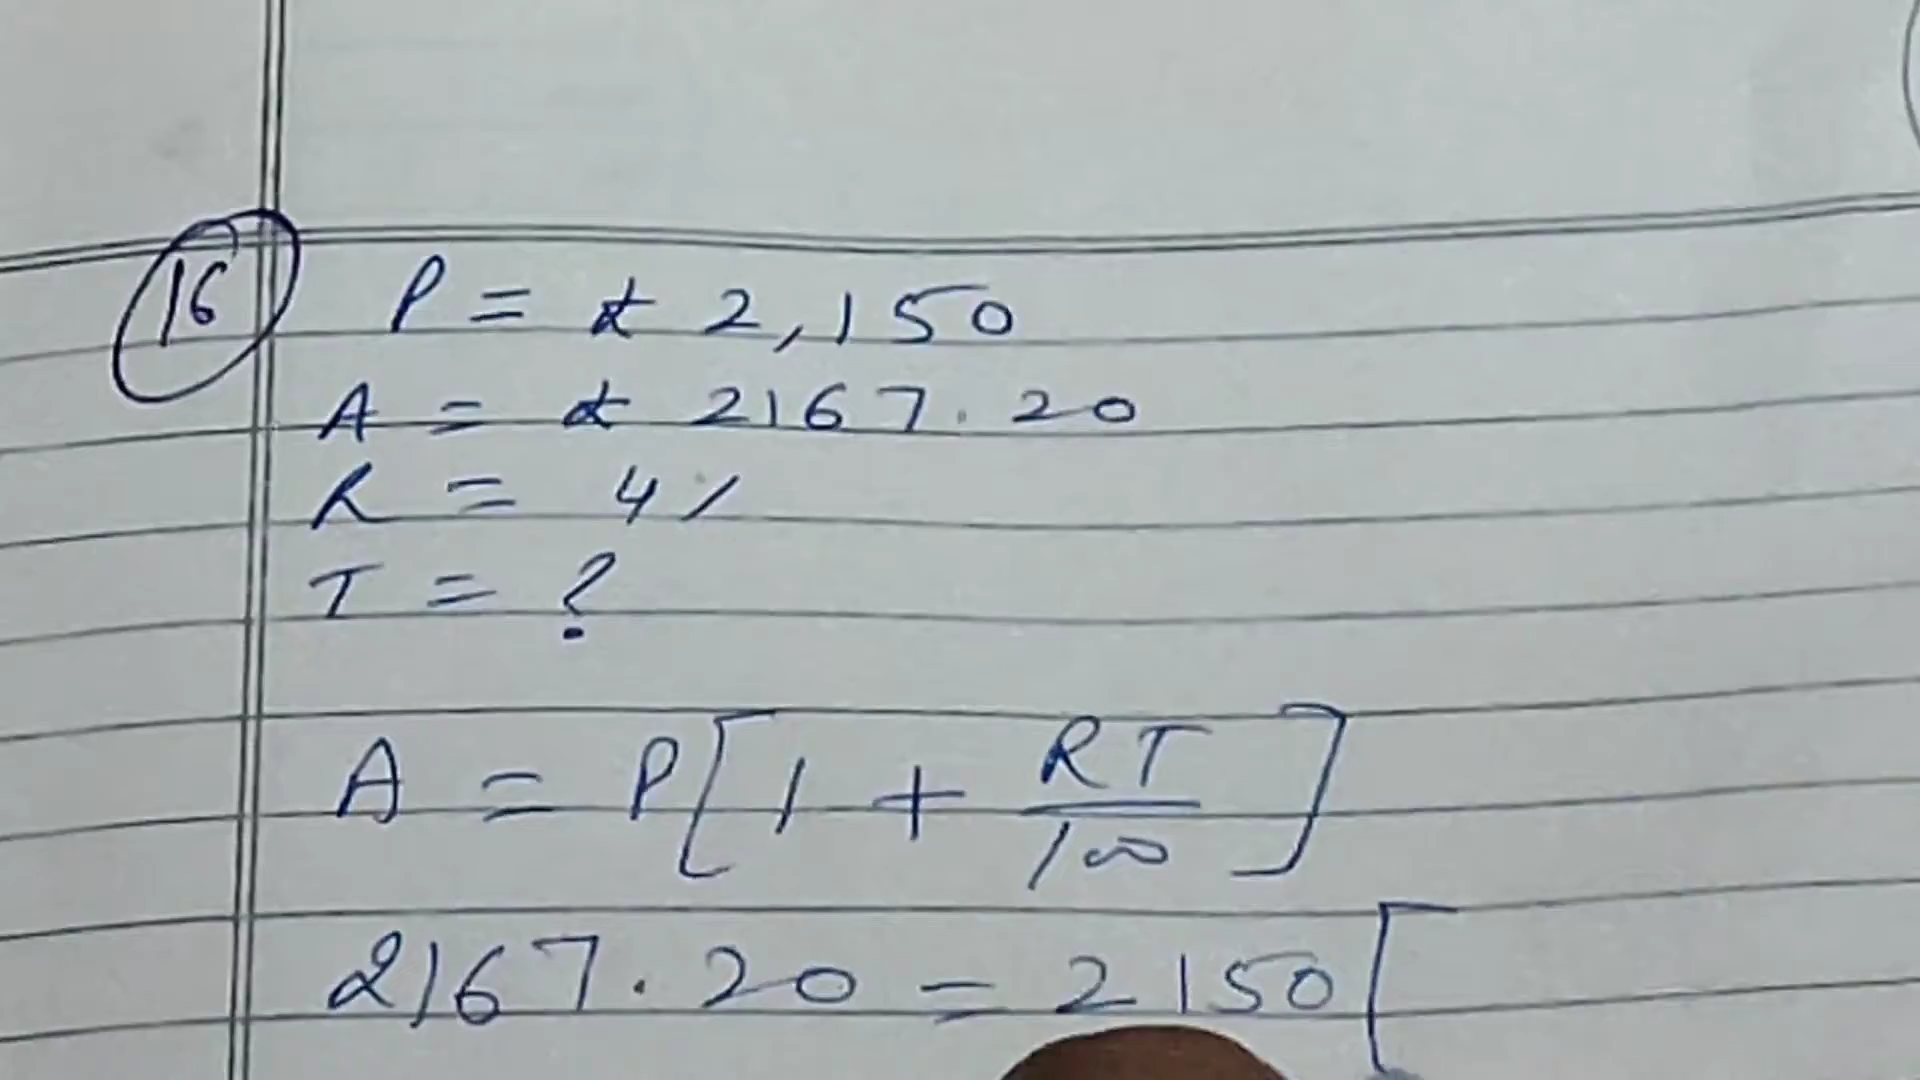 16 P = ₹ 2,150
A = ₹ 2167.20
R = 4%
T = ?
A = P[1 + RT/100]
2167.20 = 2150[